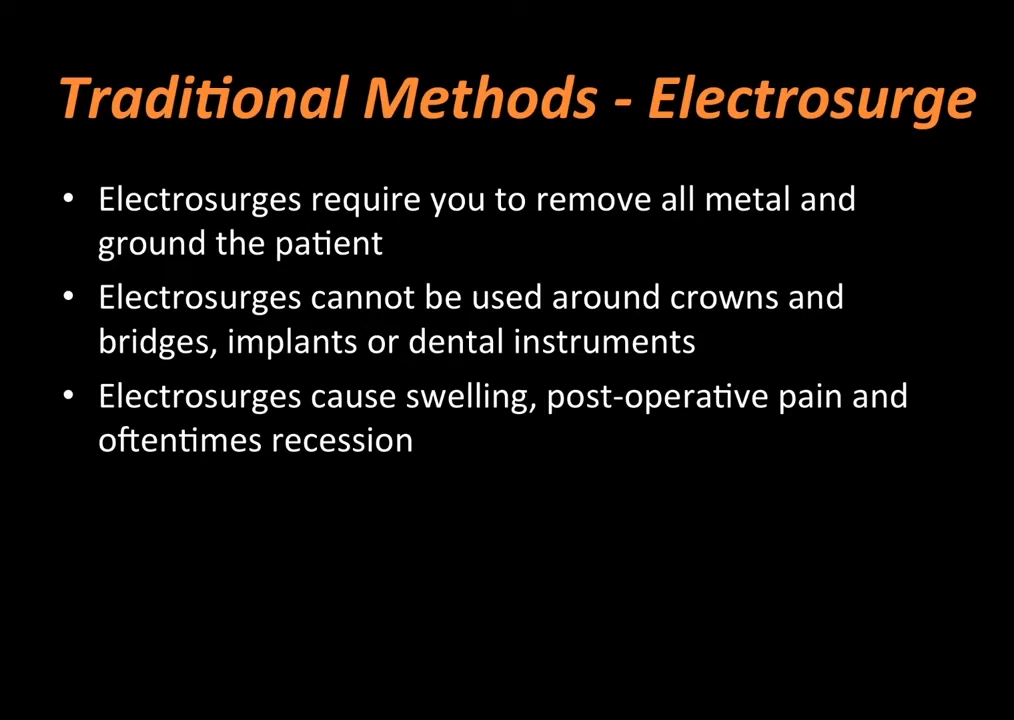 Traditional Methods - Electrosurge
• Electrosurges require you to remove all metal and
ground the patient
• Electrosurges cannot be used around crowns and
bridges, implants or dental instruments
• Electrosurges cause swelling, post-operative pain and
oftentimes recession